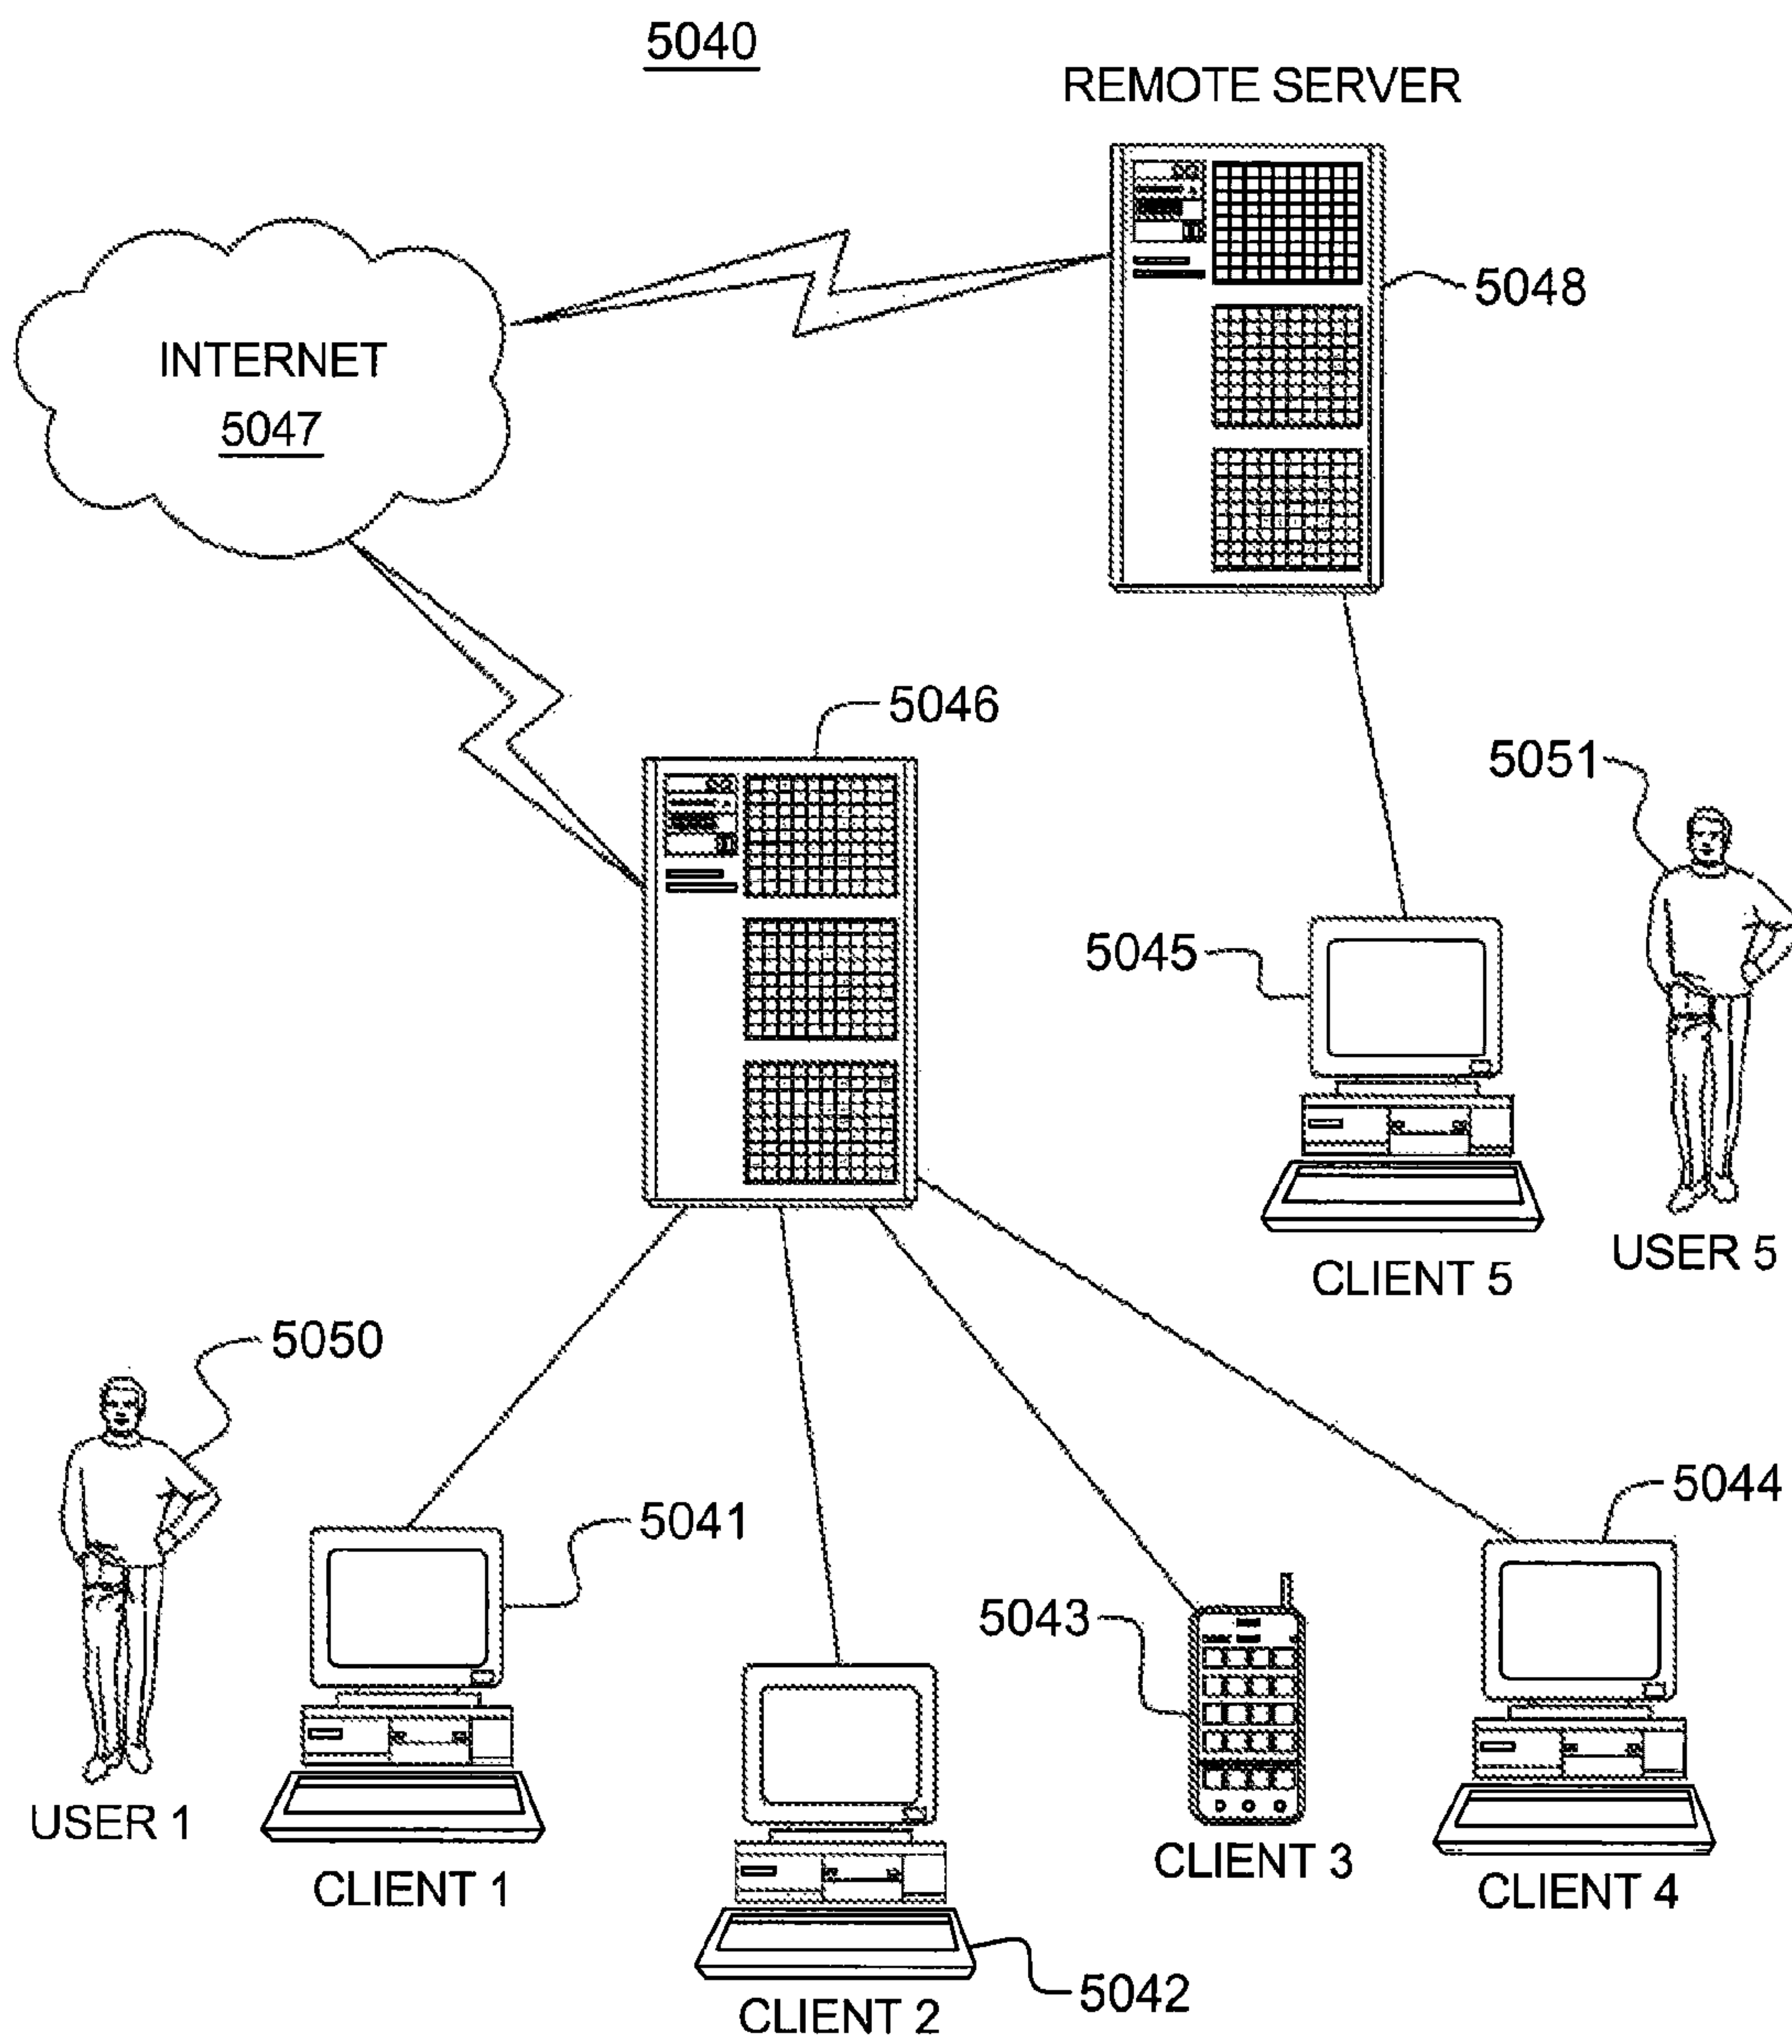 5040
REMOTE SERVER
5048
INTERNET
5047
5046
5051
5045
USER 5
CLIENT 5
5050
5041
5044
5043
USER 1
CLIENT 1
CLIENT 3
CLIENT 4
5042
CLIENT 2